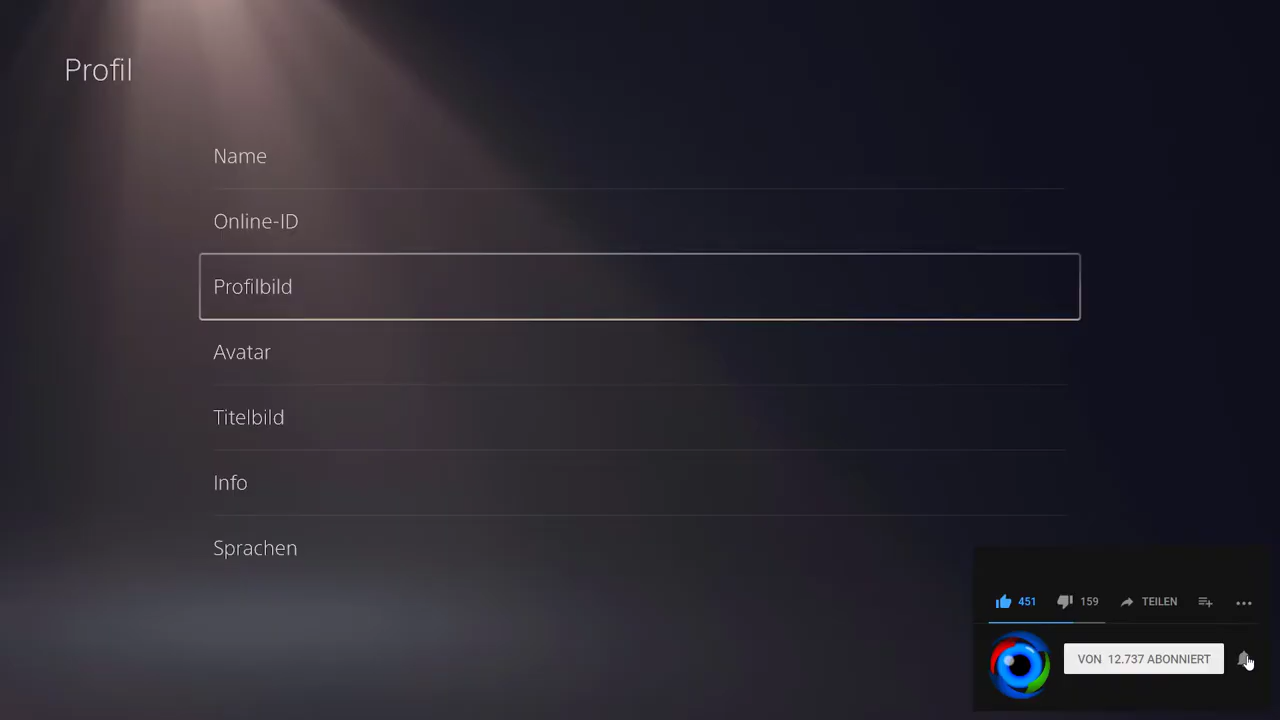 Profil
Name
Online-ID
Profilbild
Avatar
Titelbild
Info
Sprachen
451 159 TEILEN
VON 12.737 ABONNIERT